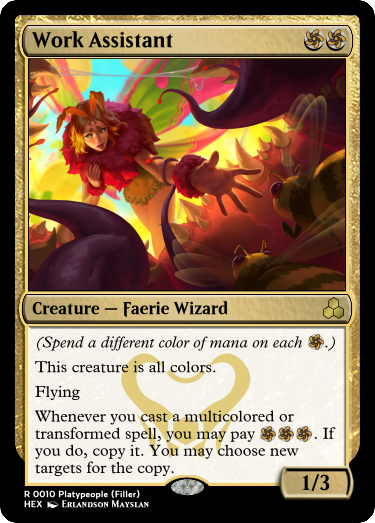 Work Assistant
Creature — Faerie Wizard
(Spend a different color of mana on each .)
This creature is all colors.
Flying
Whenever you cast a multicolored or
transformed spell, you may pay . If
you do, copy it. You may choose new
targets for the copy.
1/3
R 0010 Platypeople (Filler)
HEX Erlandson Mayslan